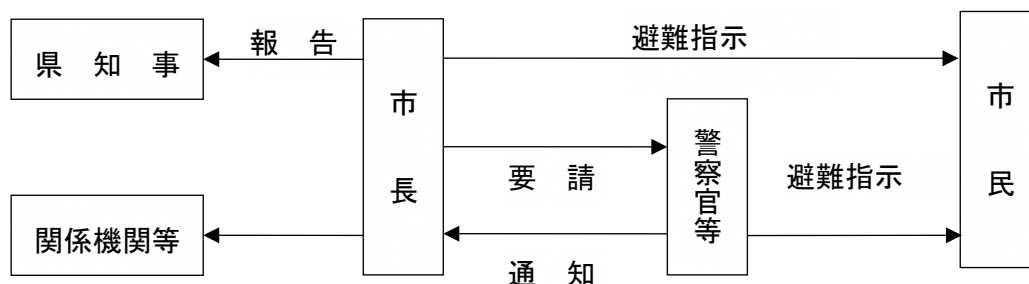 県　知　事
報　告
市長
避難指示
市民
要　請
警察官等
避難指示
関係機関等
通　知